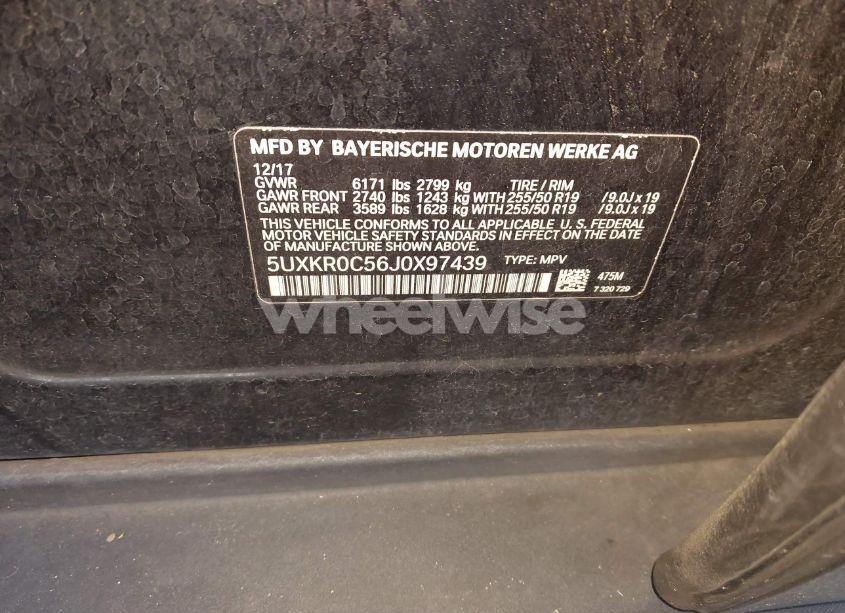 MFD BY BAYERISCHE MOTOREN WERKE AG
12/17
GVWR 6171 lbs 2799 kg TIRE / RIM
GAWR FRONT 2740 lbs 1243 kg WITH 255/50 R19 / 9.0J x 19
GAWR REAR 3589 lbs 1628 kg WITH 255/50 R19 / 9.0J x 19
THIS VEHICLE CONFORMS TO ALL APPLICABLE U. S. FEDERAL
MOTOR VEHICLE SAFETY STANDARDS IN EFFECT ON THE DATE
OF MANUFACTURE SHOWN ABOVE.
5UXKR0C56J0X97439 TYPE: MPV
475M
7 320 729
wheelwise